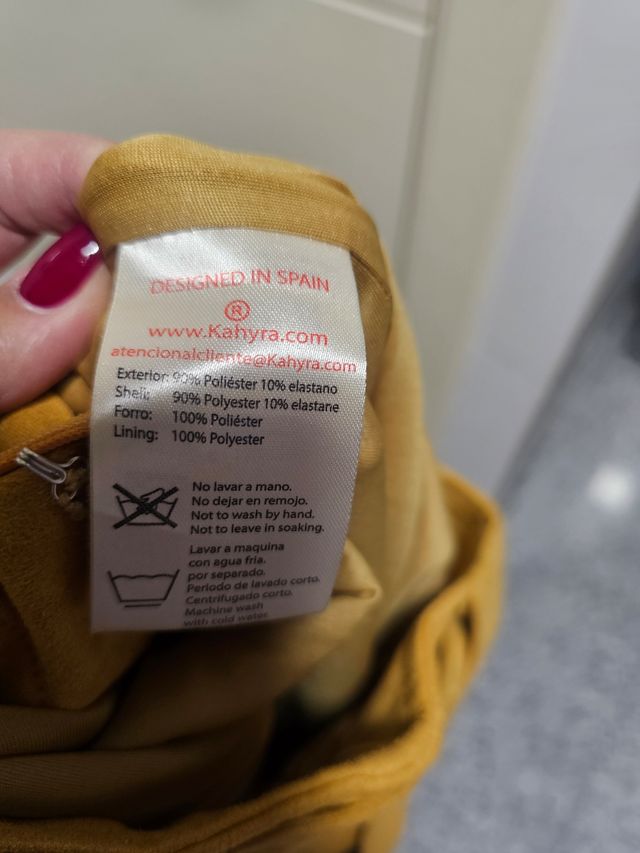 DESIGNED IN SPAIN
®
www.Kahyra.com
atencionalcliente@Kahyra.com
Exterior: 90% Poliéster 10% elastano
Shell: 90% Polyester 10% elastane
Forro: 100% Poliéster
Lining: 100% Polyester
No lavar a mano.
No dejar en remojo.
Not to wash by hand.
Not to leave in soaking.
Lavar a maquina
con agua fria.
por separado.
Periodo de lavado corto.
Centrifugado corto.
Machine wash
with cold water.